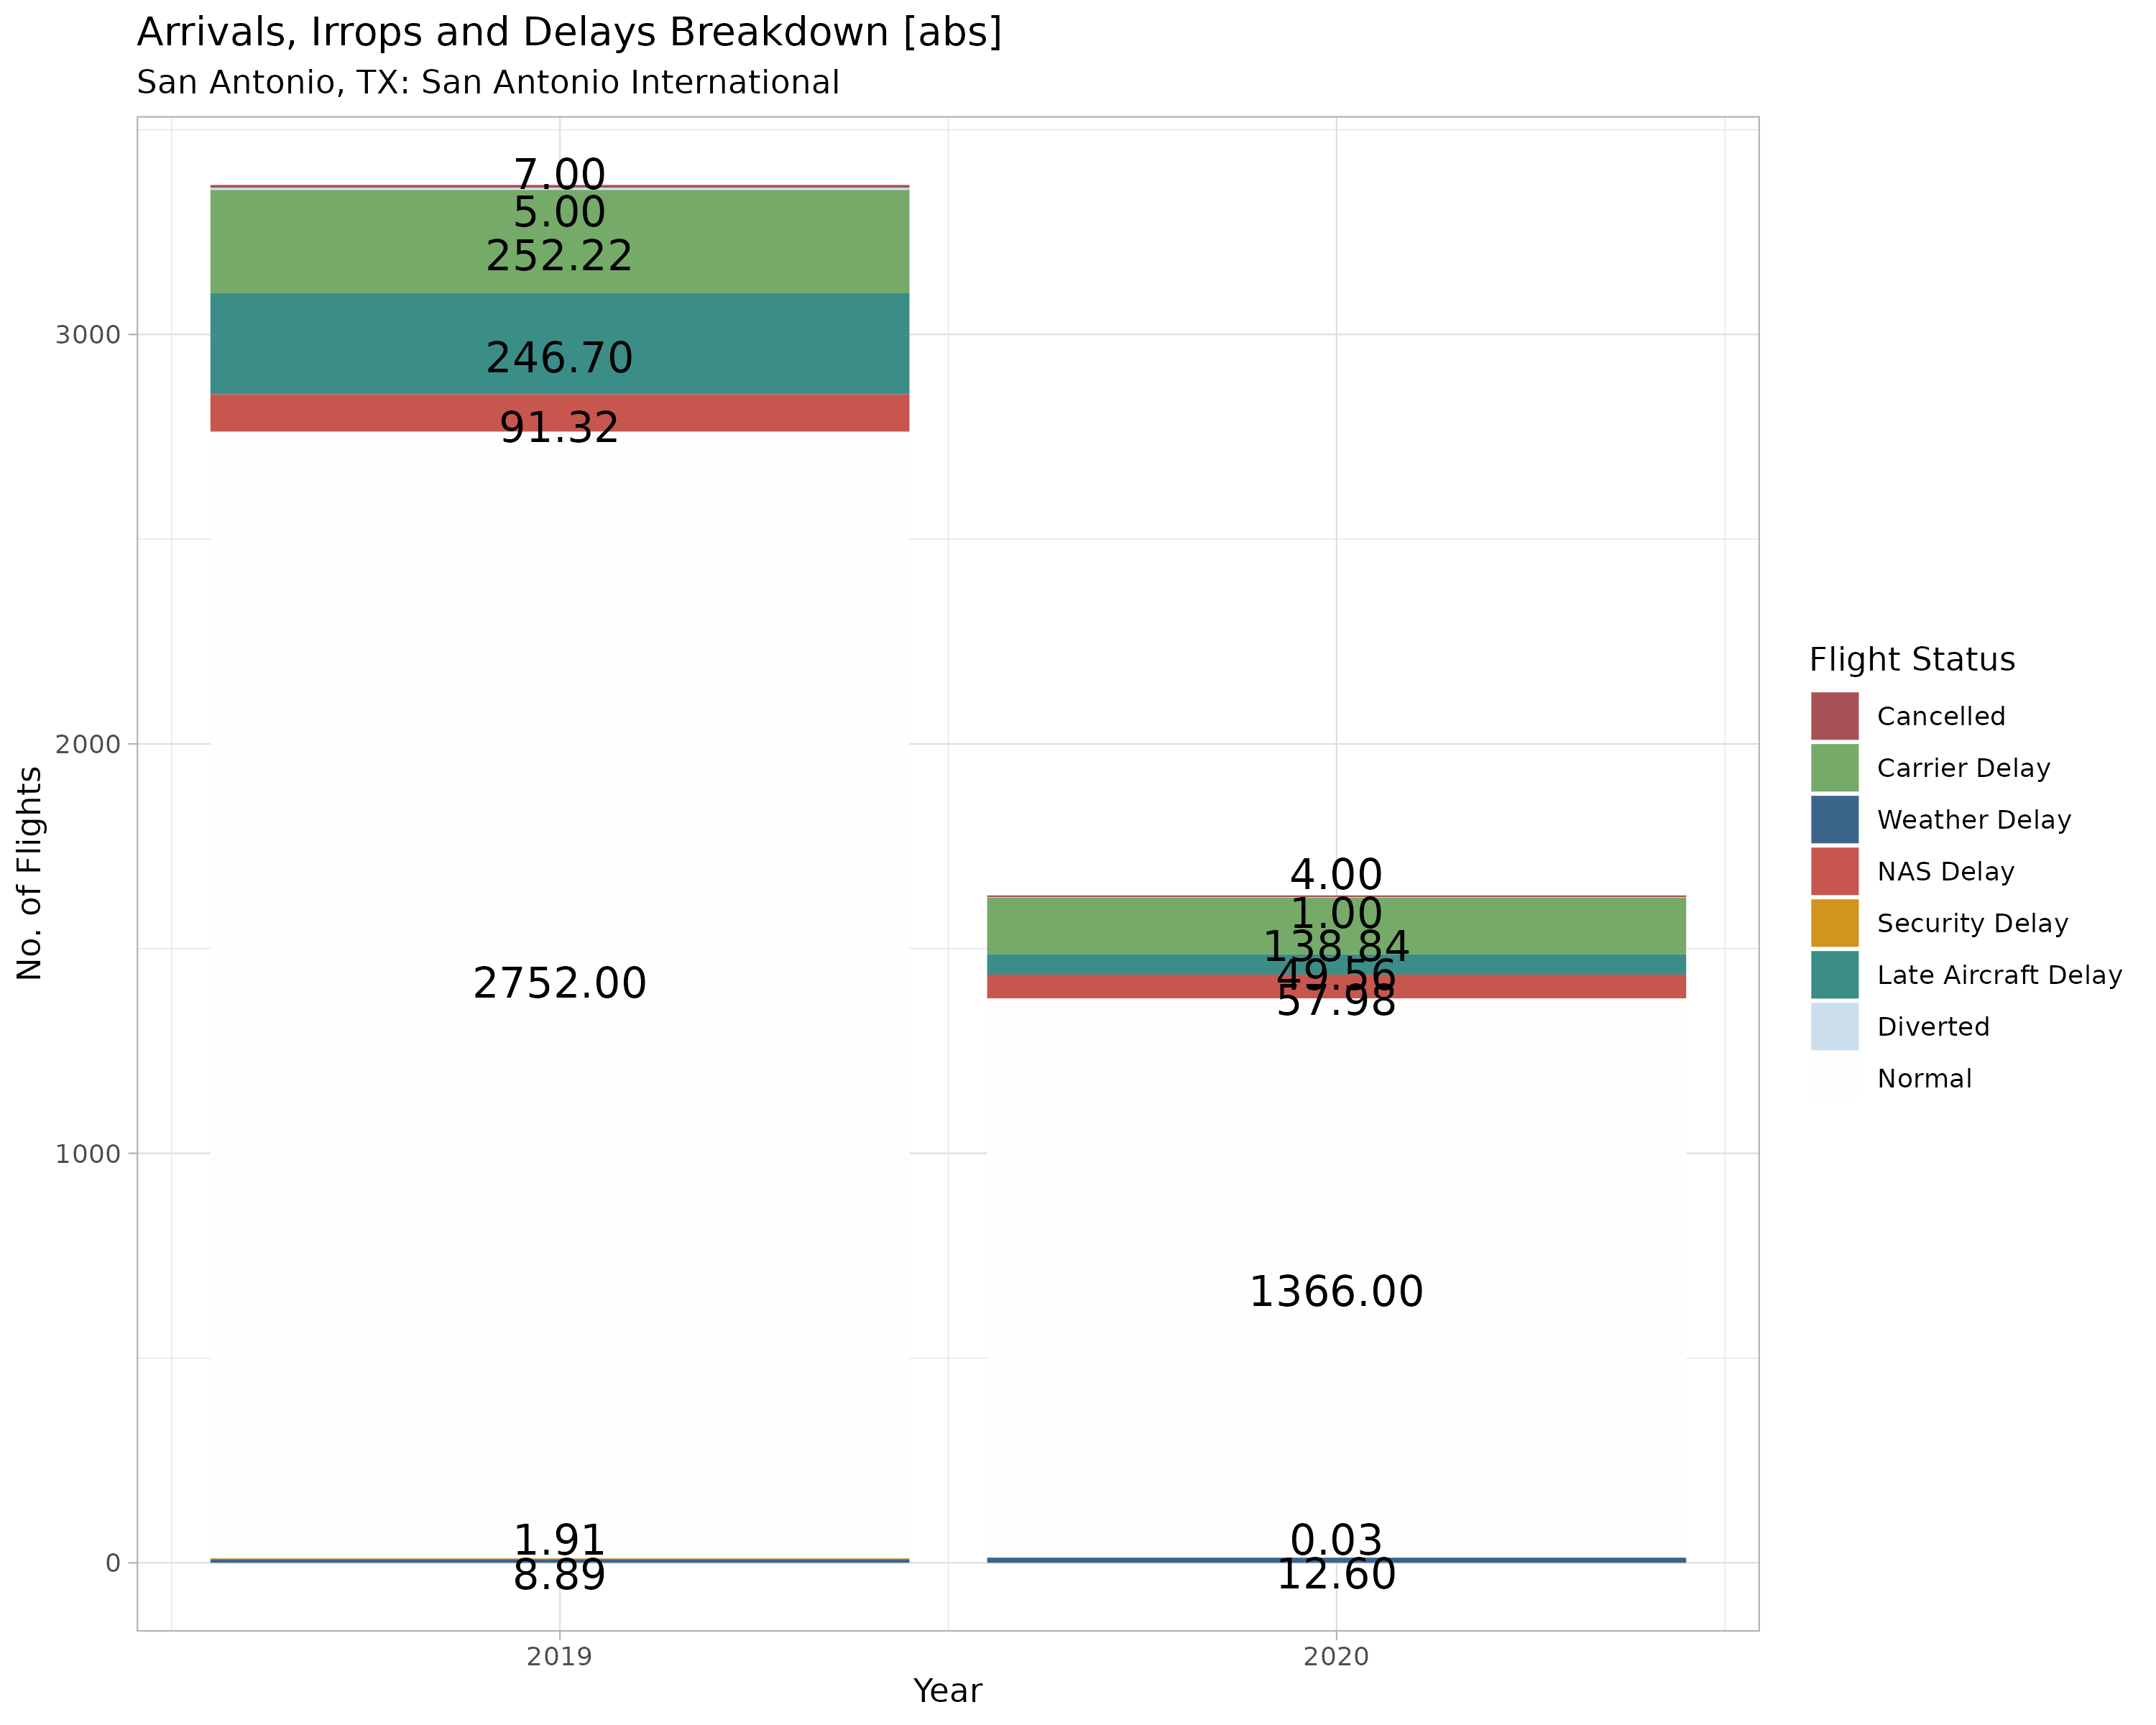 Arrivals, Irrops and Delays Breakdown [abs]
San Antonio, TX: San Antonio International
No. of Flights
3000
2000
1000
0
7.00
5.00
252.22
246.70
91.32
2752.00
1.91
8.89
4.00
1.00
138.84
49.56
57.98
1366.00
0.03
12.60
2019
2020
Year
Flight Status
Cancelled
Carrier Delay
Weather Delay
NAS Delay
Security Delay
Late Aircraft Delay
Diverted
Normal